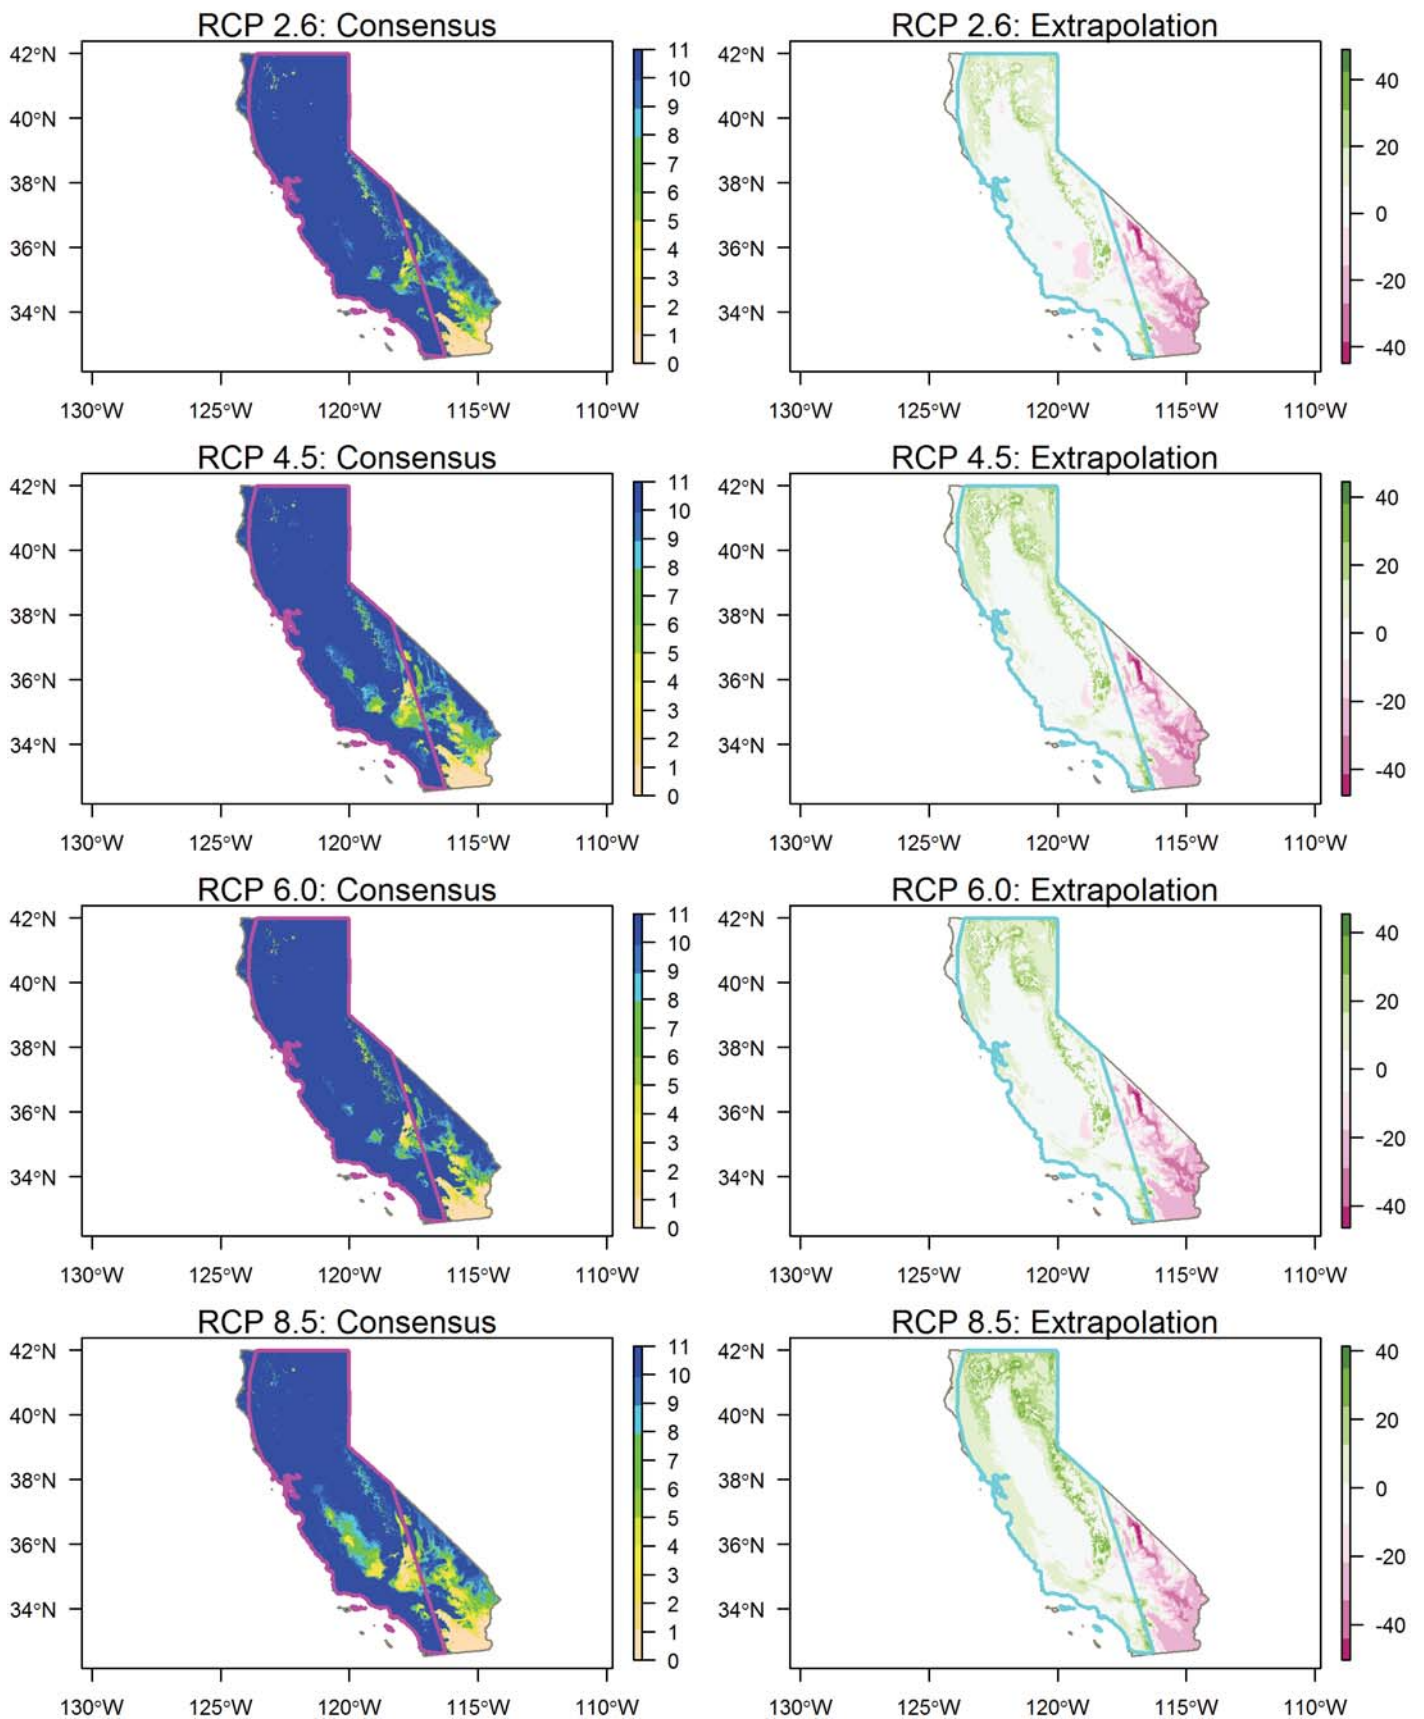 RCP 2.6: Consensus
RCP 2.6: Extrapolation
42°N
40°N
38°N
36°N
34°N
11
10
9
8
7
6
5
4
3
2
1
0
130°W 125°W 120°W 115°W 110°W
42°N
40°N
38°N
36°N
34°N
40
20
0
-20
-40
130°W 125°W 120°W 115°W 110°W
RCP 4.5: Consensus
RCP 4.5: Extrapolation
42°N
40°N
38°N
36°N
34°N
11
10
9
8
7
6
5
4
3
2
1
0
130°W 125°W 120°W 115°W 110°W
42°N
40°N
38°N
36°N
34°N
40
20
0
-20
-40
130°W 125°W 120°W 115°W 110°W
RCP 6.0: Consensus
RCP 6.0: Extrapolation
42°N
40°N
38°N
36°N
34°N
11
10
9
8
7
6
5
4
3
2
1
0
130°W 125°W 120°W 115°W 110°W
42°N
40°N
38°N
36°N
34°N
40
20
0
-20
-40
130°W 125°W 120°W 115°W 110°W
RCP 8.5: Consensus
RCP 8.5: Extrapolation
42°N
40°N
38°N
36°N
34°N
11
10
9
8
7
6
5
4
3
2
1
0
130°W 125°W 120°W 115°W 110°W
42°N
40°N
38°N
36°N
34°N
40
20
0
-20
-40
130°W 125°W 120°W 115°W 110°W